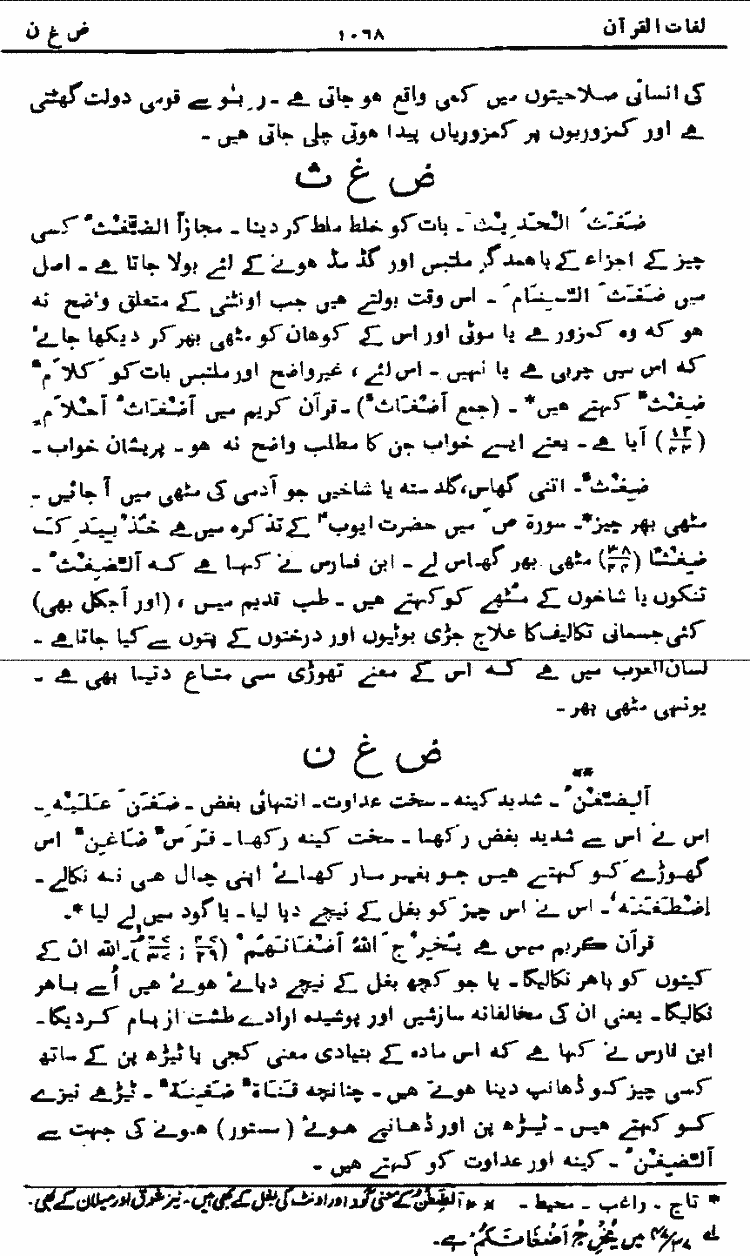 لغات القرآن ۱۰۶۸ ض غ ن
کی انسانی صلاحیتوں میں کمی واقع ہو جاتی ہے ۔ ربٰو سے قومی دولت گھٹتی
ہے اور کمزوریوں پر کمزوریاں پیدا ہوتی چلی جاتی ہیں ۔
ض غ ث
ضَغَثَ الْحَدِیْثَ ۔ بات کو خلط ملط کر دینا ۔ مجازاً الضِّغْثُ کسی
چیز کے اجزاء کے باہمدگر ملتبس اور گڈ مڈ ہونے کے لئے بولا جاتا ہے ۔ اصل
میں ضَغَثَ السَّنَامَ ۔ اس وقت بولتے ہیں جب اونٹنی کے متعلق واضح نہ
ہو کہ وہ کمزور ہے یا موٹی اور اس کے کوہان کو مٹھی بھر کر دیکھا جائے
کہ اس میں چربی ہے یا نہیں ۔ اس لئے ، غیر واضح اور ملتبس بات کو کَلَامٌ
ضِغْثٌ کہتے ہیں* ۔ (جمع اَضْغَاثٌ) ۔ قرآن کریم میں اَضْغَاثُ اَحْلَامٍ
(۱۲/۴۴) آیا ہے ۔ یعنے ایسے خواب جن کا مطلب واضح نہ ہو ۔ پریشان خواب ۔
ضِغْثٌ ۔ اتنی گھاس، گلدستہ یا شاخیں جو آدمی کی مٹھی میں آ جائیں ۔
مٹھی بھر چیز* ۔ سورۃ صٓ میں حضرت ایوبؑ کے تذکرہ میں ہے خُذْ بِیَدِکَ
ضِغْثًا (۳۸/۴۴) مٹھی بھر گھاس لے ۔ ابن فارس نے کہا ہے کہ اَلضِّغْثُ ۔
تنکوں یا شاخوں کے مٹھے کو کہتے ہیں ۔ طب قدیم میں ، (اور آجکل بھی)
کئی جسمانی تکالیف کا علاج جڑی بوٹیوں اور درختوں کے پتوں سے کیا جاتا ہے ۔
لسان العرب میں ہے کہ اس کے معنے تھوڑی سی متاع دنیا بھی ہے ۔
یونہی مٹھی بھر ۔
ض غ ن
اَلضِّغْنُ** ۔ شدید کینہ ۔ سخت عداوت ۔ انتہائی بغض ۔ ضَغَنَ عَلَیْہِ ۔
اس نے اس سے شدید بغض رکھا ۔ سخت کینہ رکھا ۔ فَرَسٌ ضَاغِنٌ اس
گھوڑے کو کہتے ہیں جو بغیر مار کھائے اپنی چال ہی نہ نکالے ۔
اِضْطَغَنَہٗ ۔ اس نے اس چیز کو بغل کے نیچے دبا لیا ۔ یا گود میں لے لیا* ۔
قرآن کریم میں ہے یُخْرِجَ اللّٰہُ اَضْغَانَہُمْ ۔ اللہ ان کے
کینوں کو باہر نکالیگا ۔ یا جو کچھ بغل کے نیچے دبائے ہوئے ہیں اُسے باہر
نکالیگا ۔ یعنی ان کی مخالفانہ سازشیں اور پوشیدہ ارادے طشت از بام کر دیگا ۔
ابن فارس نے کہا ہے کہ اس مادہ کے بنیادی معنی کجی یا ٹیڑھ پن کے ساتھ
کسی چیز کو ڈھانپ دینا ہوتے ہیں ۔ چنانچہ قَنَاۃٌ ضَغِنَۃٌ ۔ ٹیڑھے نیزے
کو کہتے ہیں ۔ ٹیڑھ پن اور ڈھانپے ہوئے (مستور) ہونے کی جہت سے
اَلضِّغْنُ ۔ کینہ اور عداوت کو کہتے ہیں ۔
* تاج ۔ راغب ۔ محیط ۔ ** اَلضِّغْنُ کے معنی گود اور اونٹ کی بغل کے بھی ہیں ۔ نیز شوق اور میلان کے بھی ۔
لے ۴۷/۳۷ میں یُخْرِجْ اَضْغَانَکُمْ ہے ۔